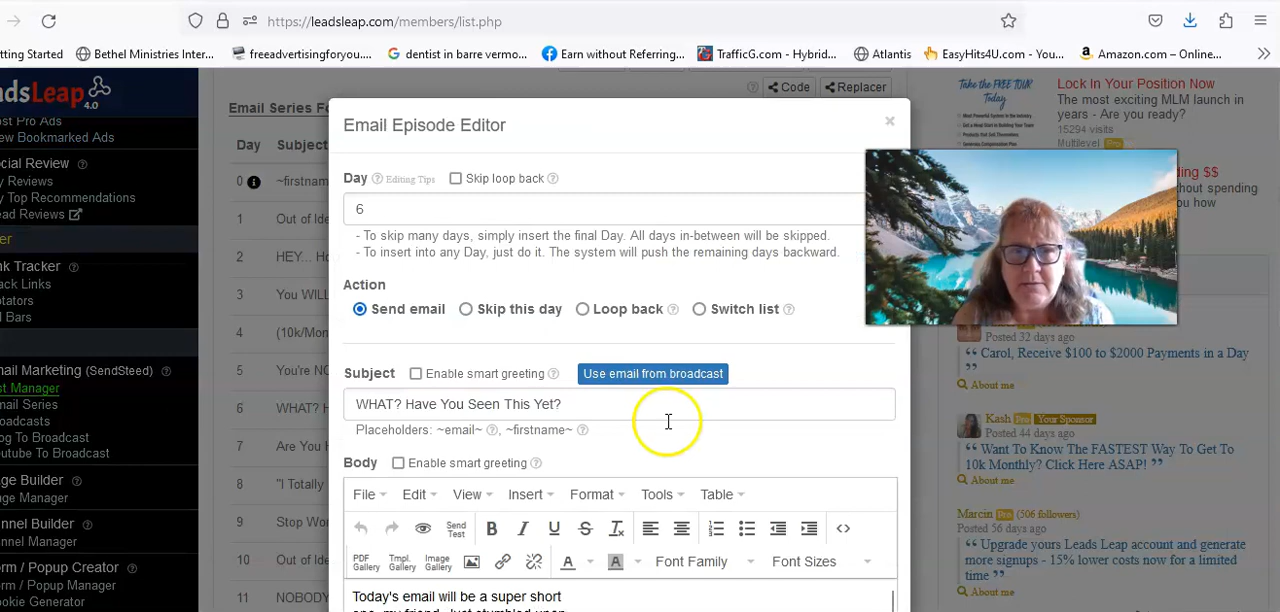 https://leadsleap.com/members/list.php
tting Started
Bethel Ministries Inter...
freeadvertisingforyou....
dentist in barre vermo...
Earn without Referring...
TrafficG.com - Hybrid...
Atlantis
EasyHits4U.com - You...
Amazon.com – Online...
adsLeap
4.0
ost Pro Ads
ew Bookmarked Ads
ocial Review
y Reviews
y Top Recommendations
ead Reviews
er
nk Tracker
ack Links
otators
l Bars
mail Marketing (SendSteed)
st Manager
mail Series
oadcasts
og To Broadcast
outube To Broadcast
age Builder
age Manager
unnel Builder
unnel Manager
orm / Popup Creator
orm / Popup Manager
ookie Generator
Code
Replacer
Email Series Fo
Day
Subject
0
~firstname
1
Out of Ide
2
HEY... H
3
You WILL
4
(10k/Mon
5
You're NO
6
WHAT? H
7
Are You H
8
"I Totally
9
Stop Wor
10
Out of Ide
11
NOBODY
Email Episode Editor
×
Day
Editing Tips
Skip loop back
6
- To skip many days, simply insert the final Day. All days in-between will be skipped.
- To insert into any Day, just do it. The system will push the remaining days backward.
Action
Send email
Skip this day
Loop back
Switch list
Subject
Enable smart greeting
Use email from broadcast
WHAT? Have You Seen This Yet?
Placeholders: ~email~ , ~firstname~
Body
Enable smart greeting
File
Edit
View
Insert
Format
Tools
Table
Send
Test
PDF
Gallery
Tmpl.
Gallery
Image
Gallery
A
A
Font Family
Font Sizes
Today's email will be a super short
Take the FREE TOUR
Today
Lock In Your Position Now
The most exciting MLM launch in
years - Are you ready?
15294 visits
Multilevel Pro
ing $$
hout spending
u how
Posted 32 days ago
Carol, Receive $100 to $2000 Payments in a Day
About me
Kash Pro Your Sponsor
Posted 44 days ago
Want To Know The FASTEST Way To Get
10k Monthly? Click Here ASAP!
About me
Marcin Pro (506 followers)
Posted 56 days ago
Upgrade yours Leads Leap account and generate
more signups - 15% lower costs now for a limited
time
About me